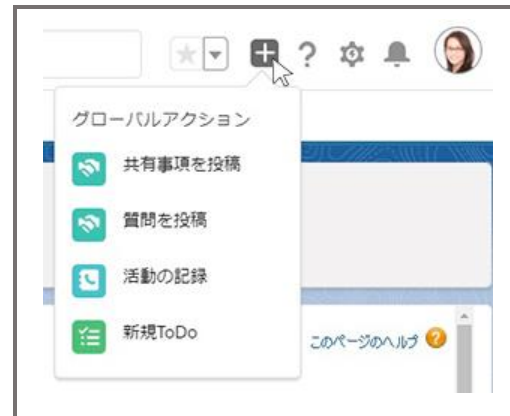 グローバルアクション
共有事項を投稿
質問を投稿
活動の記録
新規ToDo
このページのヘルプ